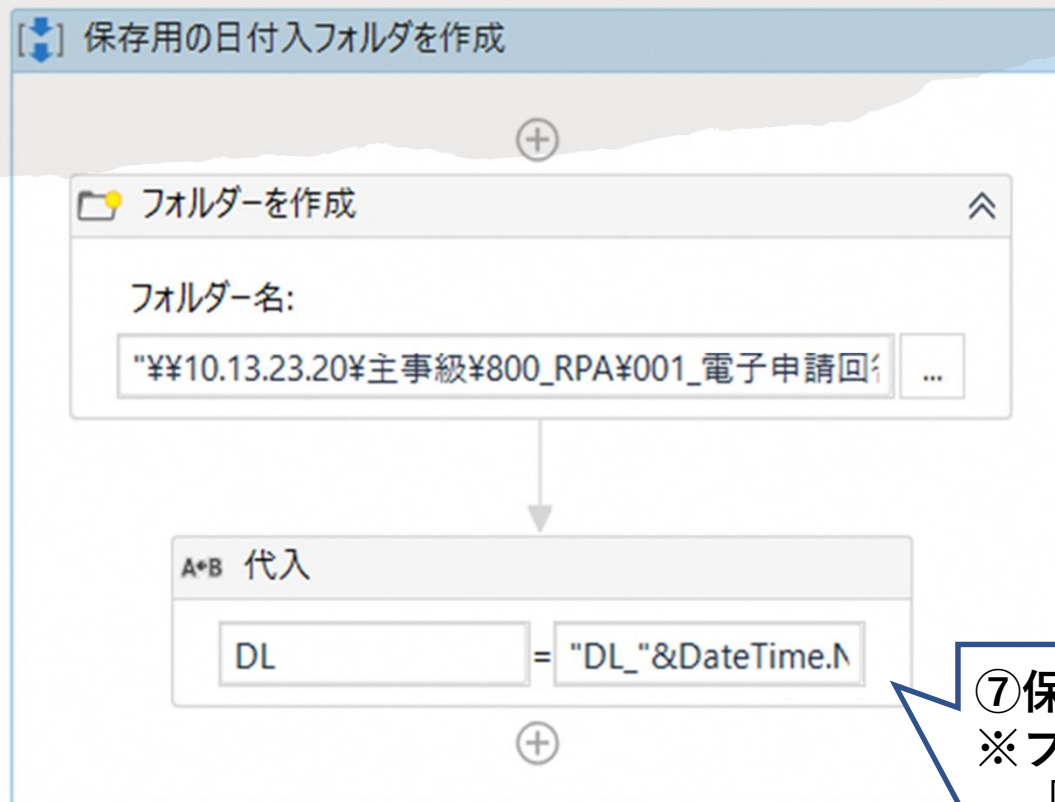 保存用の日付入フォルダを作成
フォルダーを作成
フォルダー名:
"¥¥10.13.23.20¥主事級¥800_RPA¥001_電子申請回
...
A+B 代入
DL = "DL_"&DateTime.N
⑦保
※フ